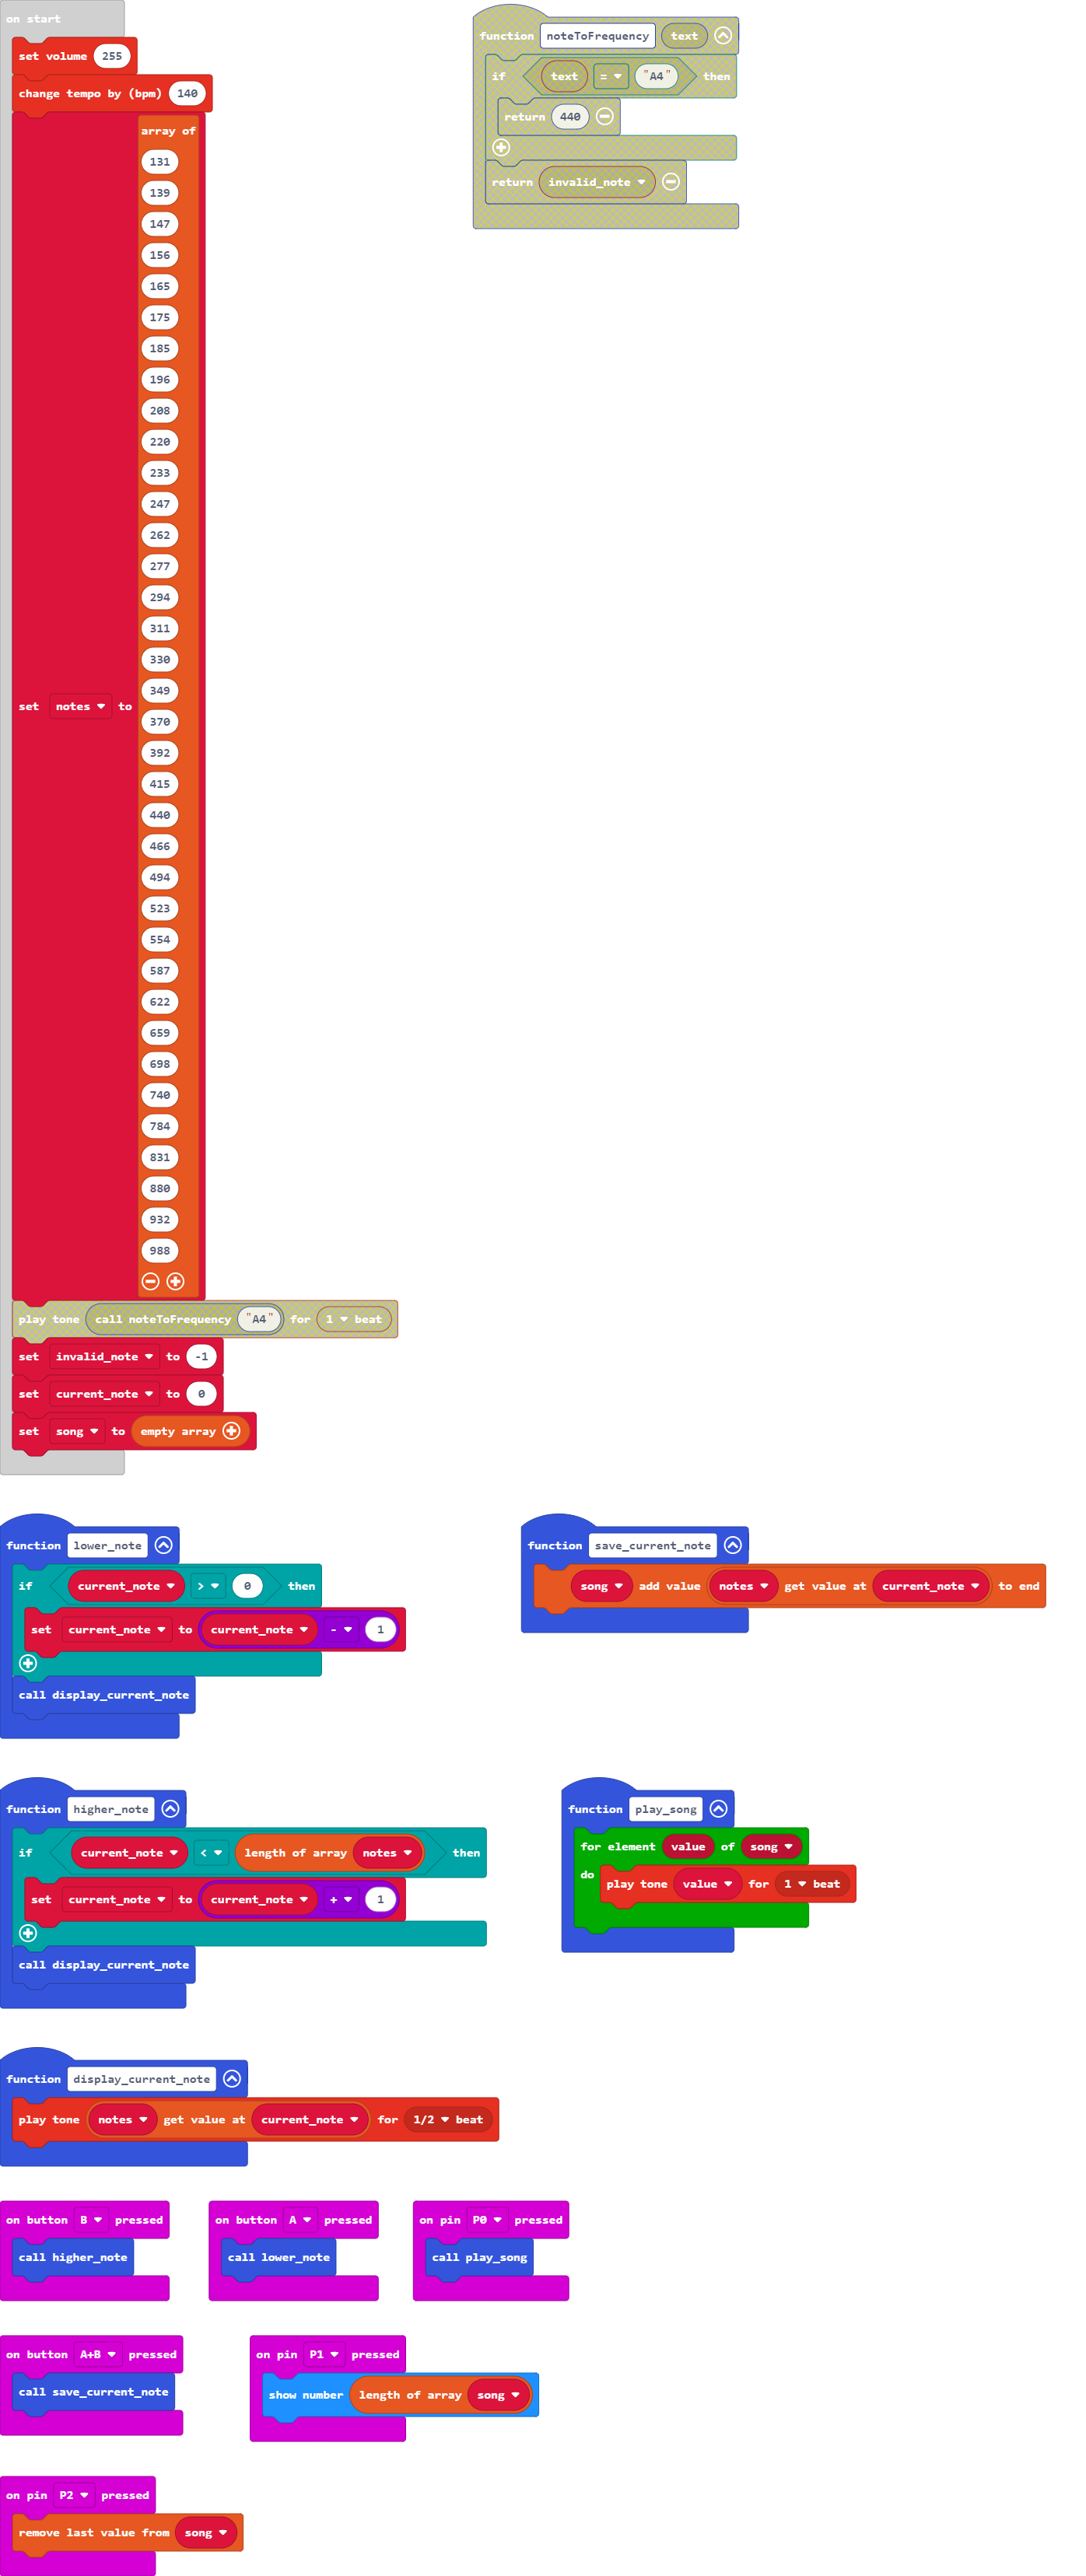 on start
set volume 255
change tempo by (bpm) 140
set notes to array of
131
139
147
156
165
175
185
196
208
220
233
247
262
277
294
311
330
349
370
392
415
440
466
494
523
554
587
622
659
698
740
784
831
880
932
988
play tone call noteToFrequency "A4" for 1 beat
set invalid_note to -1
set current_note to 0
set song to empty array
function noteToFrequency text
if text = "A4" then
return 440
return invalid_note
function lower_note
if current_note > 0 then
set current_note to current_note - 1
call display_current_note
function save_current_note
song add value notes get value at current_note to end
function higher_note
if current_note < length of array notes then
set current_note to current_note + 1
call display_current_note
function play_song
for element value of song
do play tone value for 1 beat
function display_current_note
play tone notes get value at current_note for 1/2 beat
on button B pressed
call higher_note
on button A pressed
call lower_note
on pin P0 pressed
call play_song
on button A+B pressed
call save_current_note
on pin P1 pressed
show number length of array song
on pin P2 pressed
remove last value from song